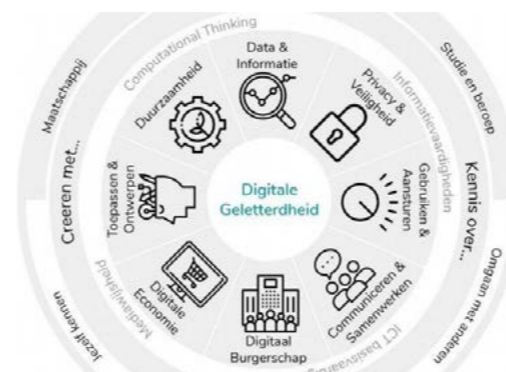 Digitale
Geletterdheid
Data &
Informatie
Privacy &
Veiligheid
Gebruiken &
Aansturen
Communiceren &
Samenwerken
Digitaal
Burgerschap
Digitale
Economie
Toepassen &
Ontwerpen
Duurzaamheid
Computational Thinking
Informatievaardigheden
ICT basisvaardig
Mediawijsheid
Creeren met...
Kennis over...
Maatschappij
Studie en beroep
Omgaan met anderen
Jezelf kennen